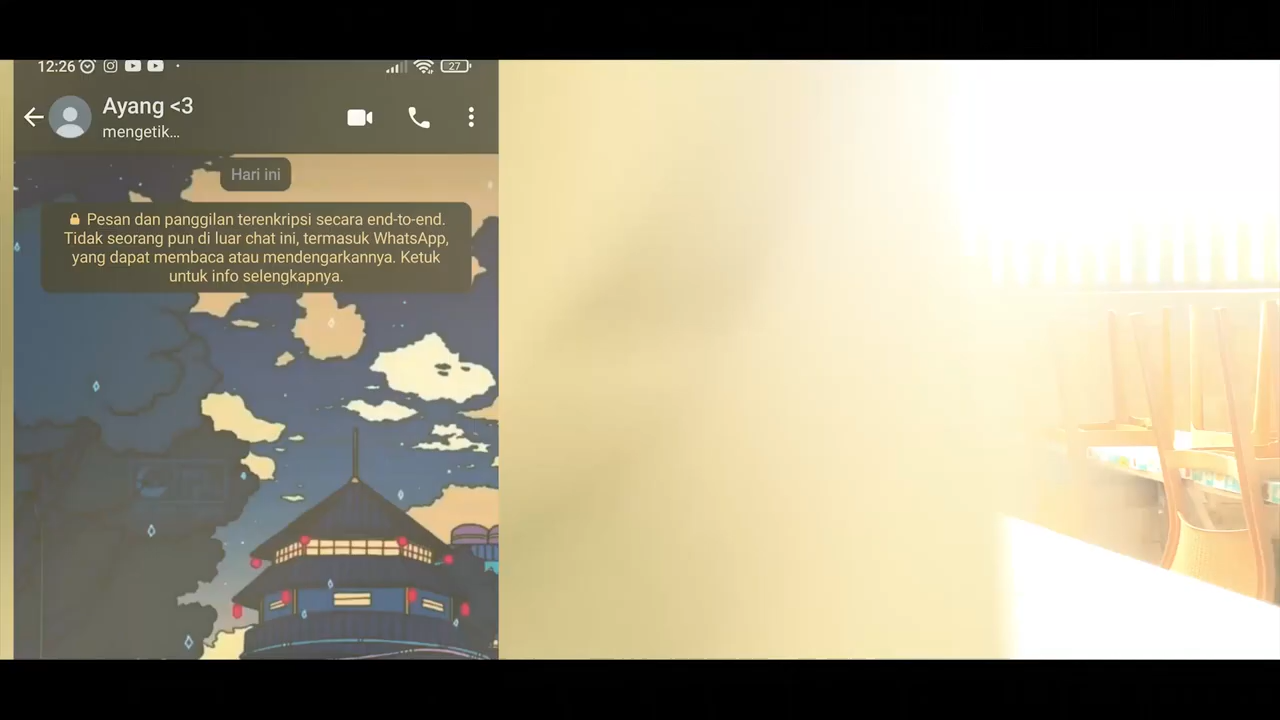 12:26
27
Ayang <3
mengetik...
Hari ini
Pesan dan panggilan terenkripsi secara end-to-end.
Tidak seorang pun di luar chat ini, termasuk WhatsApp,
yang dapat membaca atau mendengarkannya. Ketuk
untuk info selengkapnya.